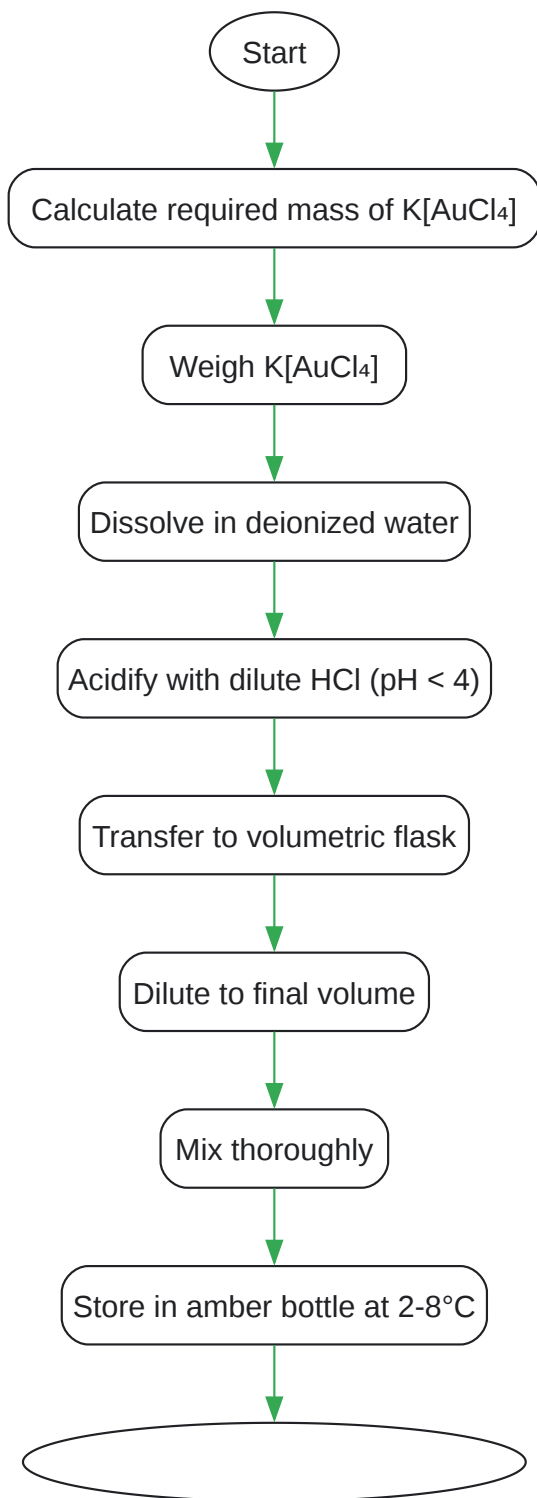 Start
Calculate required mass of K[AuCl₄]
Weigh K[AuCl₄]
Dissolve in deionized water
Acidify with dilute HCl (pH < 4)
Transfer to volumetric flask
Dilute to final volume
Mix thoroughly
Store in amber bottle at 2-8°C